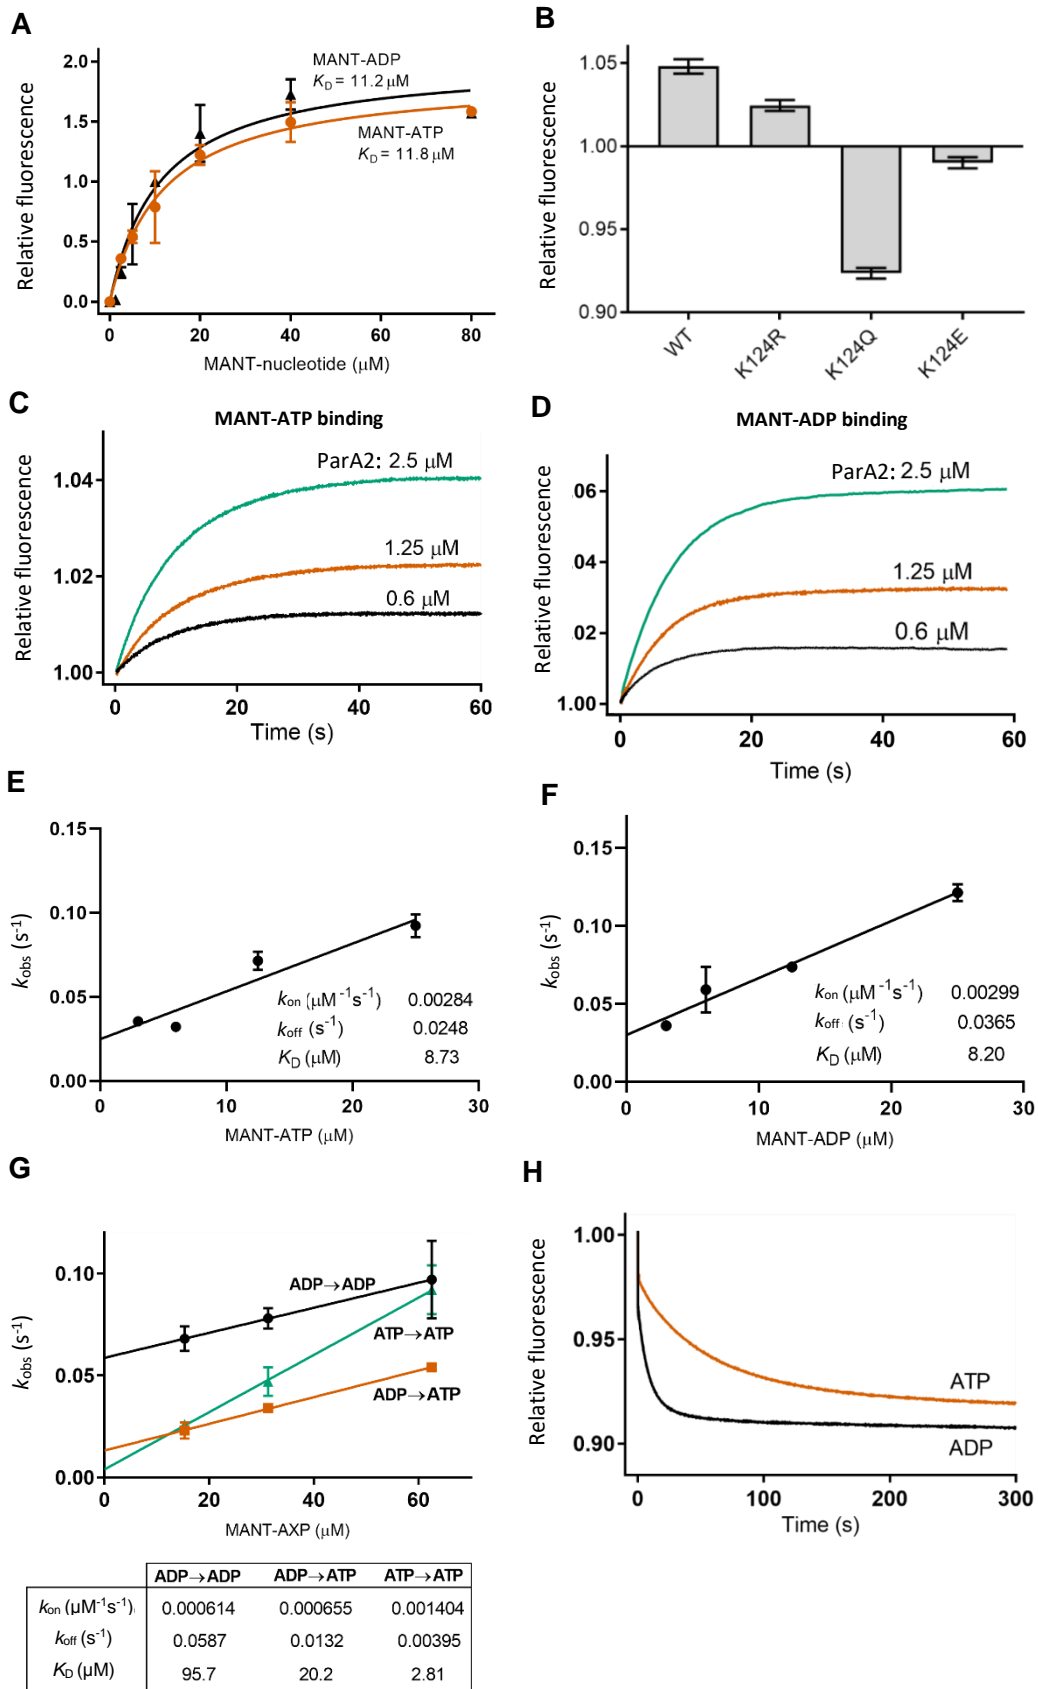 A
B
2.0
1.5
1.0
0.5
0.0
Relative fluorescence
MANT-ADP
KD = 11.2 μM
MANT-ATP
KD = 11.8 μM
0 20 40 60 80
MANT-nucleotide (μM)
1.05
1.00
0.95
0.90
Relative fluorescence
WT K124R K124Q K124E
C
MANT-ATP binding
1.04
1.02
1.00
Relative fluorescence
ParA2: 2.5 μM
1.25 μM
0.6 μM
0 20 40 60
Time (s)
D
MANT-ADP binding
.06
.04
.02
1.00
Relative fluorescence
ParA2: 2.5 μM
1.25 μM
0.6 μM
0 20 40 60
Time (s)
E
0.15
0.10
0.05
0.00
kobs (s-1)
kon (μM-1s-1) 0.00284
koff (s-1) 0.0248
KD (μM) 8.73
0 10 20 30
MANT-ATP (μM)
F
0.15
0.10
0.05
0.00
kobs (s-1)
kon (μM-1s-1) 0.00299
koff (s-1) 0.0365
KD (μM) 8.20
0 10 20 30
MANT-ADP (μM)
G
0.10
0.05
0.00
kobs (s-1)
ADP→ADP
ATP→ATP
ADP→ATP
0 20 40 60
MANT-AXP (μM)
H
1.00
0.95
0.90
Relative fluorescence
ATP
ADP
0 100 200 300
Time (s)
ADP→ADP ADP→ATP ATP→ATP
kon (μM-1s-1) 0.000614 0.000655 0.001404
koff (s-1) 0.0587 0.0132 0.00395
KD (μM) 95.7 20.2 2.81